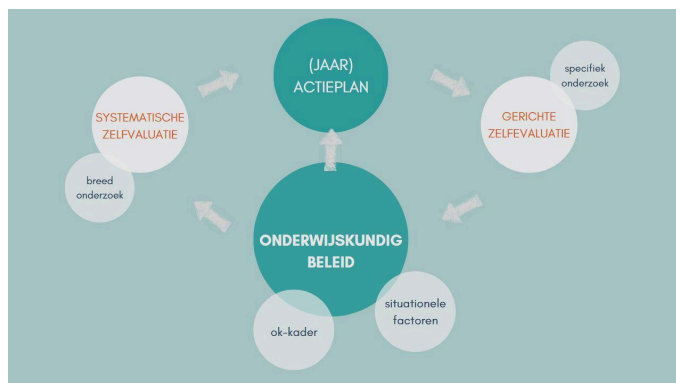 (JAAR)
ACTIEPLAN
specifiek
onderzoek
SYSTEMATISCHE
ZELFVALUATIE
GERICHTE
ZELFEVALUATIE
breed
onderzoek
ONDERWIJSKUNDIG
BELEID
ok-kader
situationele
factoren